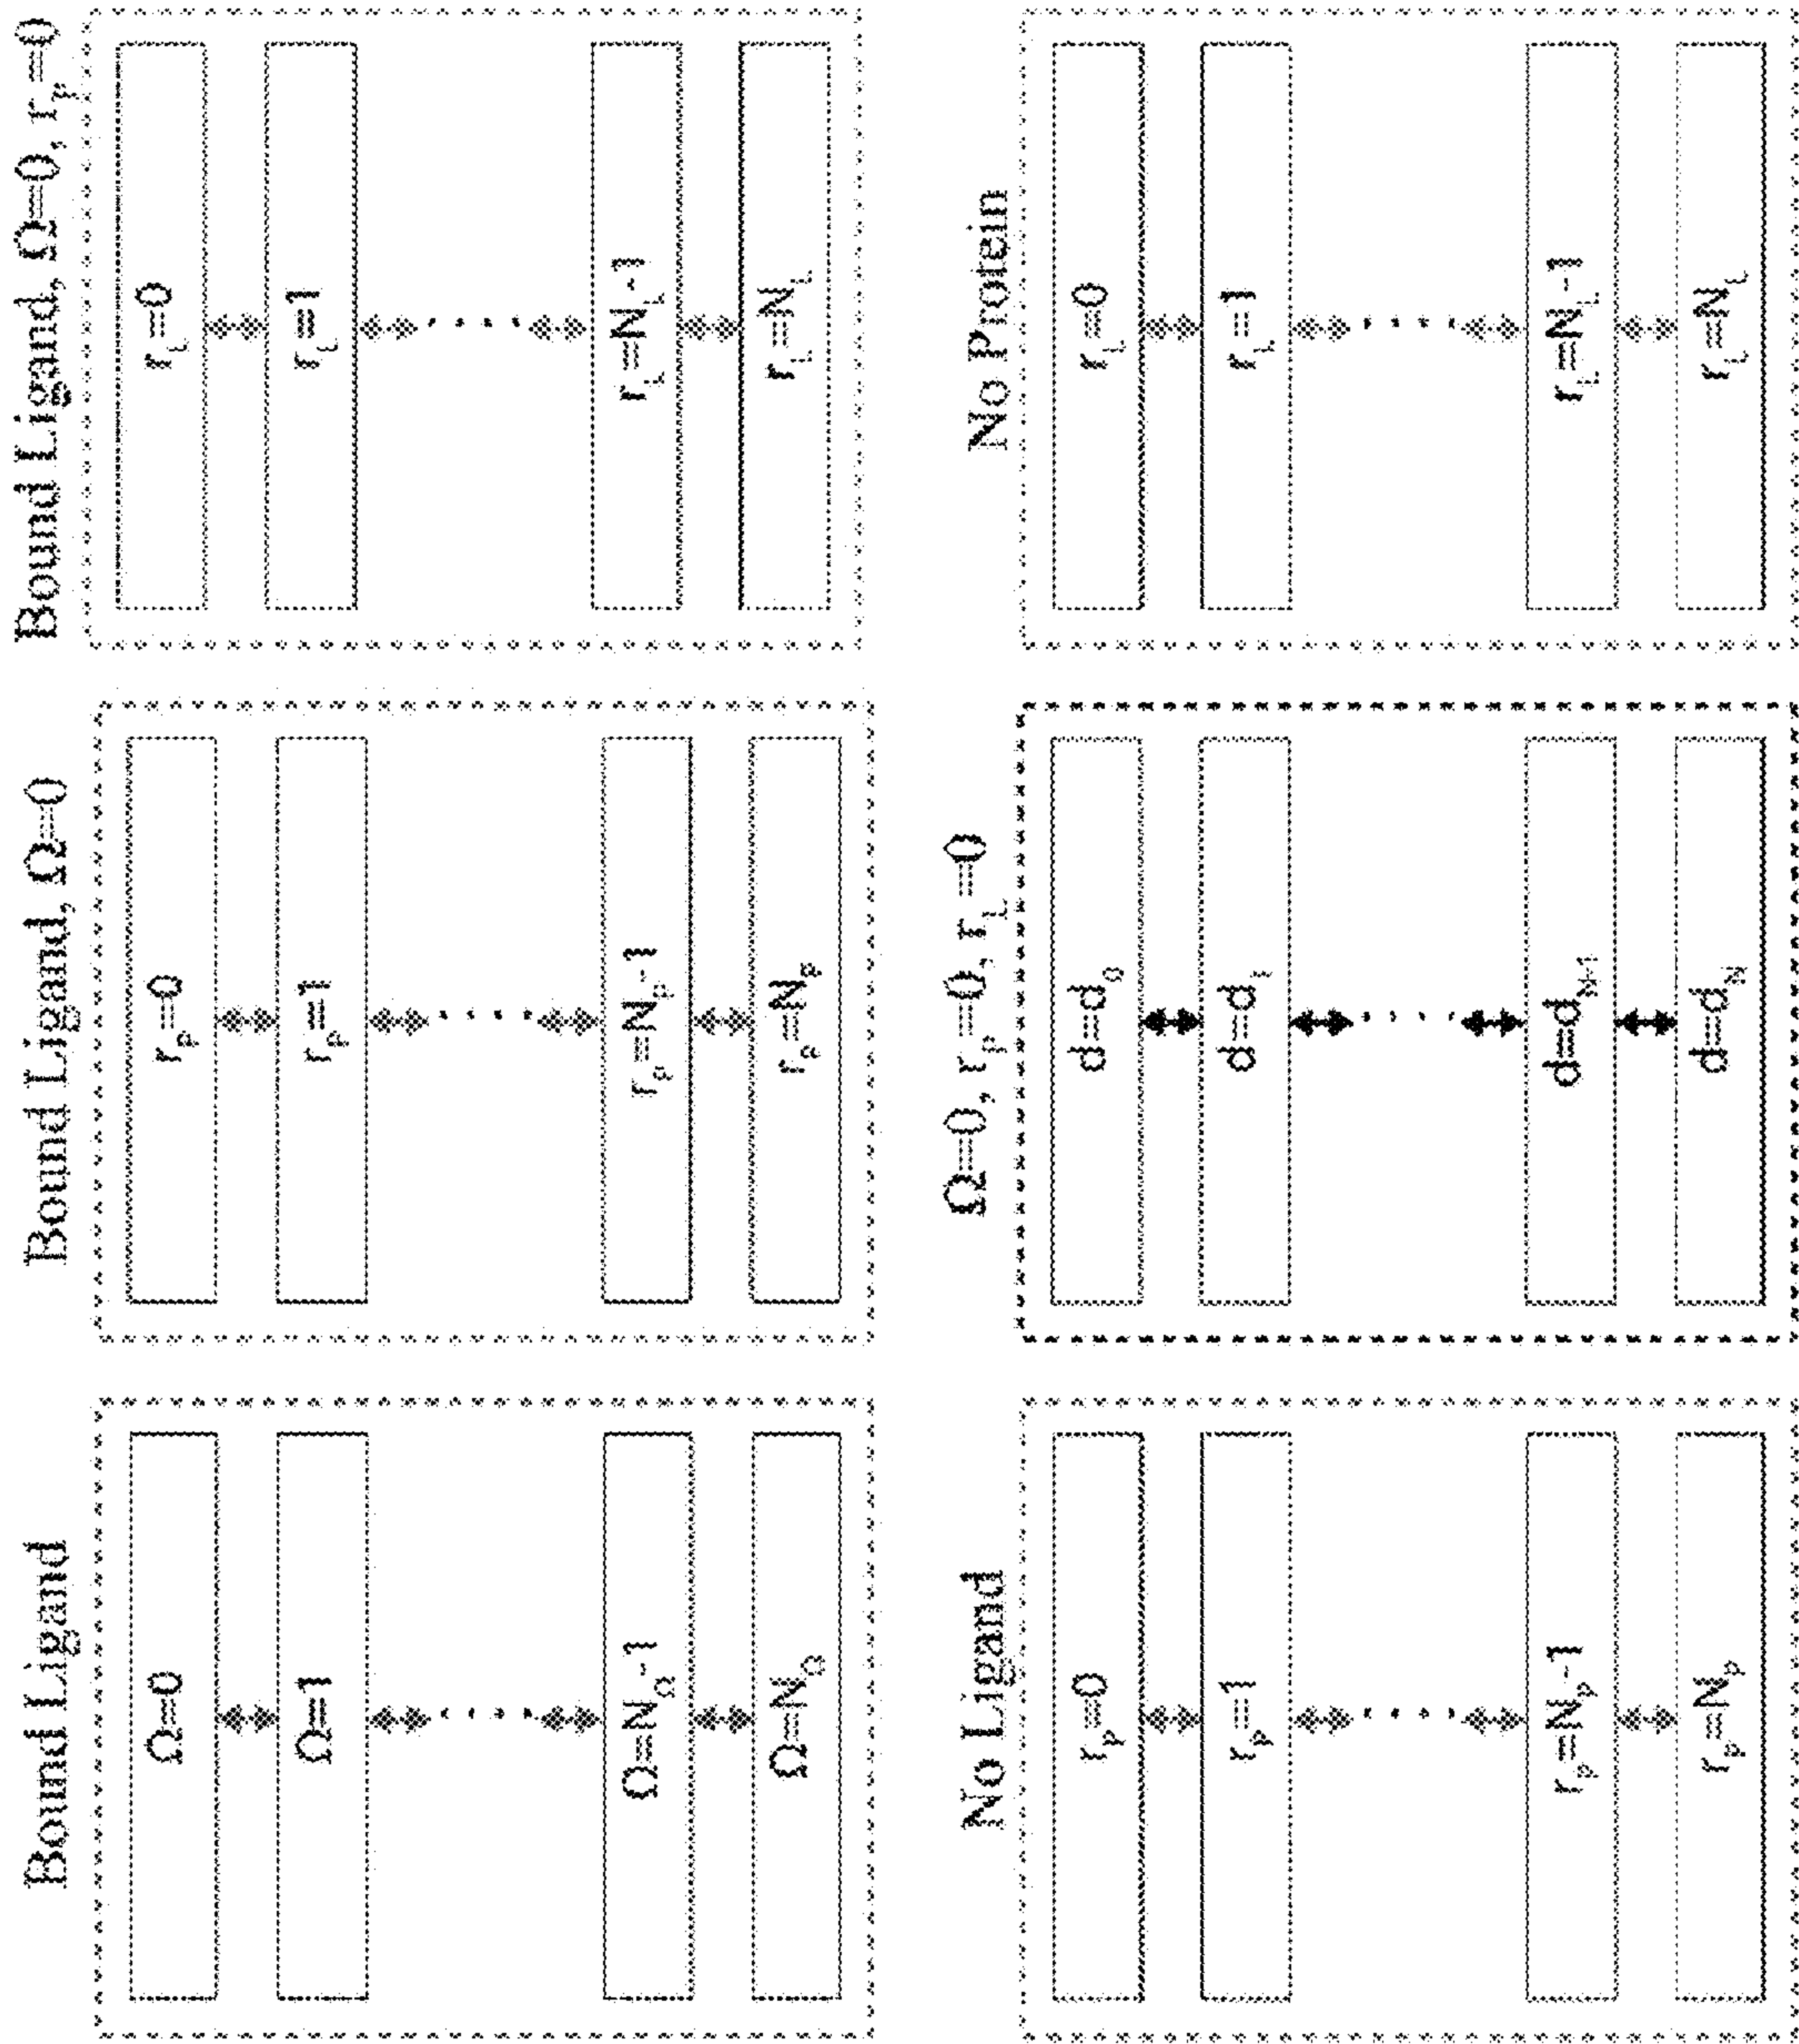 Bound Ligand
Ω=0
Ω=1
Ω=N_Ω-1
Ω=N_Ω
Bound Ligand, Ω=0
r_p=0
r_p=1
r_p=N_p-1
r_p=N_p
Bound Ligand, Ω=0, r_p=0
r_L=0
r_L=1
r_L=N_L-1
r_L=N_L
No Ligand
r_p=0
r_p=1
r_p=N_p-1
r_p=N_p
Ω=0, r_p=0, r_L=0
d=d_0
d=d_1
d=d_N-1
d=d_N
No Protein
r_L=0
r_L=1
r_L=N_L-1
r_L=N_L